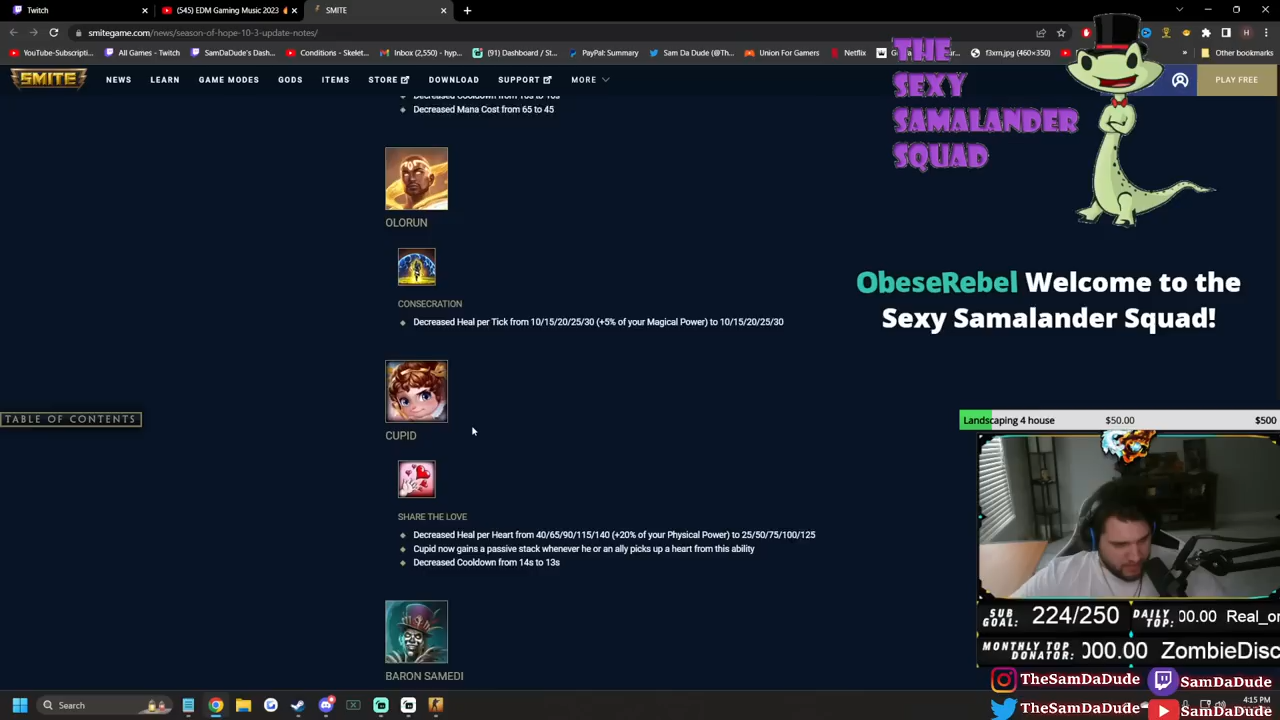 Twitch
(545) EDM Gaming Music 2023
SMITE
smitegame.com/news/season-of-hope-10-3-update-notes/
YouTube-Subscripti...
All Games - Twitch
SamDaDude's Dash...
Conditions - Skelet...
Inbox (2,550) - hyp...
(91) Dashboard / St...
PayPal: Summary
Sam Da Dude (@Th...
Union For Gamers
Netflix
f3xm.jpg (460×350)
Other bookmarks
SMITE
NEWS
LEARN
GAME MODES
GODS
ITEMS
STORE
DOWNLOAD
SUPPORT
MORE
PLAY FREE
THE
SEXY
SAMALANDER
SQUAD
Decreased Mana Cost from 65 to 45
OLORUN
CONSECRATION
Decreased Heal per Tick from 10/15/20/25/30 (+5% of your Magical Power) to 10/15/20/25/30
ObeseRebel Welcome to the
Sexy Samalander Squad!
TABLE OF CONTENTS
CUPID
SHARE THE LOVE
Decreased Heal per Heart from 40/65/90/115/140 (+20% of your Physical Power) to 25/50/75/100/125
Cupid now gains a passive stack whenever he or an ally picks up a heart from this ability
Decreased Cooldown from 14s to 13s
BARON SAMEDI
Landscaping 4 house $50.00 $500
SUB GOAL: 224/250
DAILY TOP: 00.00 Real_o
MONTHLY TOP DONATOR: 000.00 ZombieDisc
TheSamDaDude
SamDaDude
TheSamDaDude
SamDaDude
Search
4:15 PM